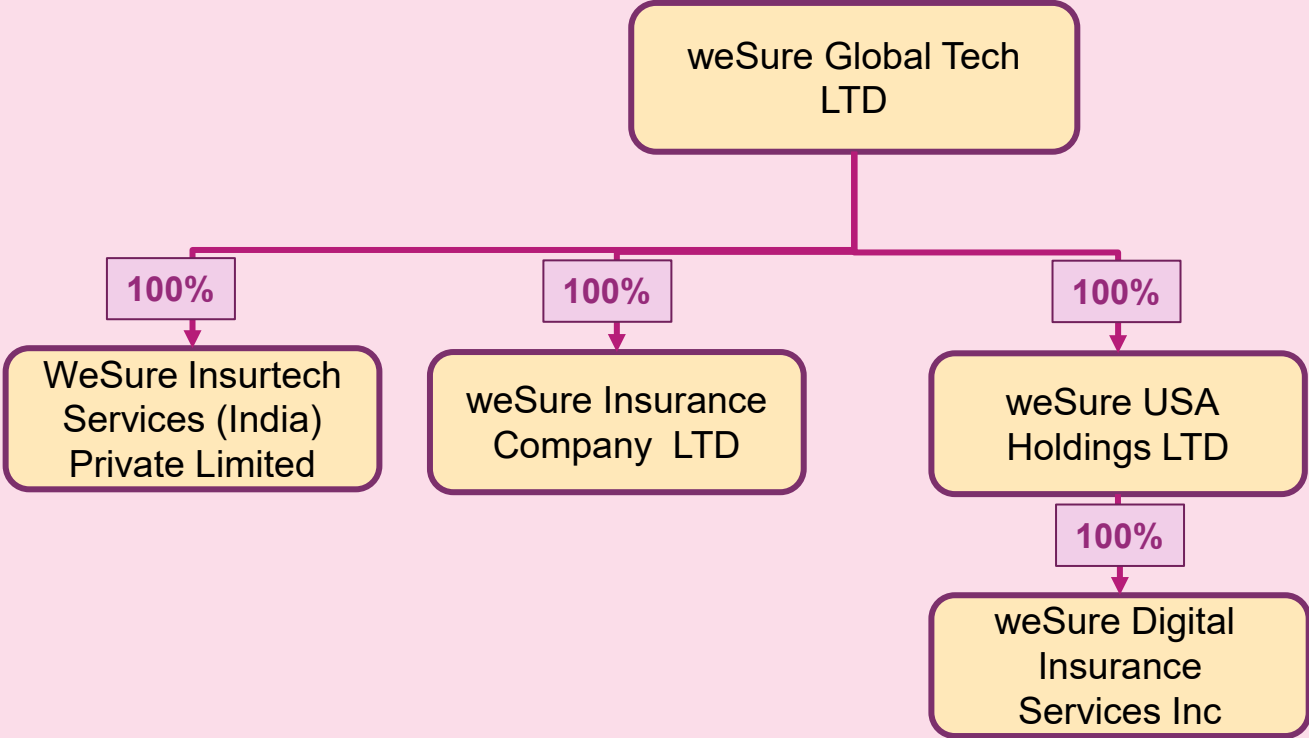 weSure Global Tech
LTD
100%
100%
100%
WeSure Insurtech
Services (India)
Private Limited
weSure Insurance
Company  LTD
weSure USA
Holdings LTD
100%
weSure Digital
Insurance
Services Inc